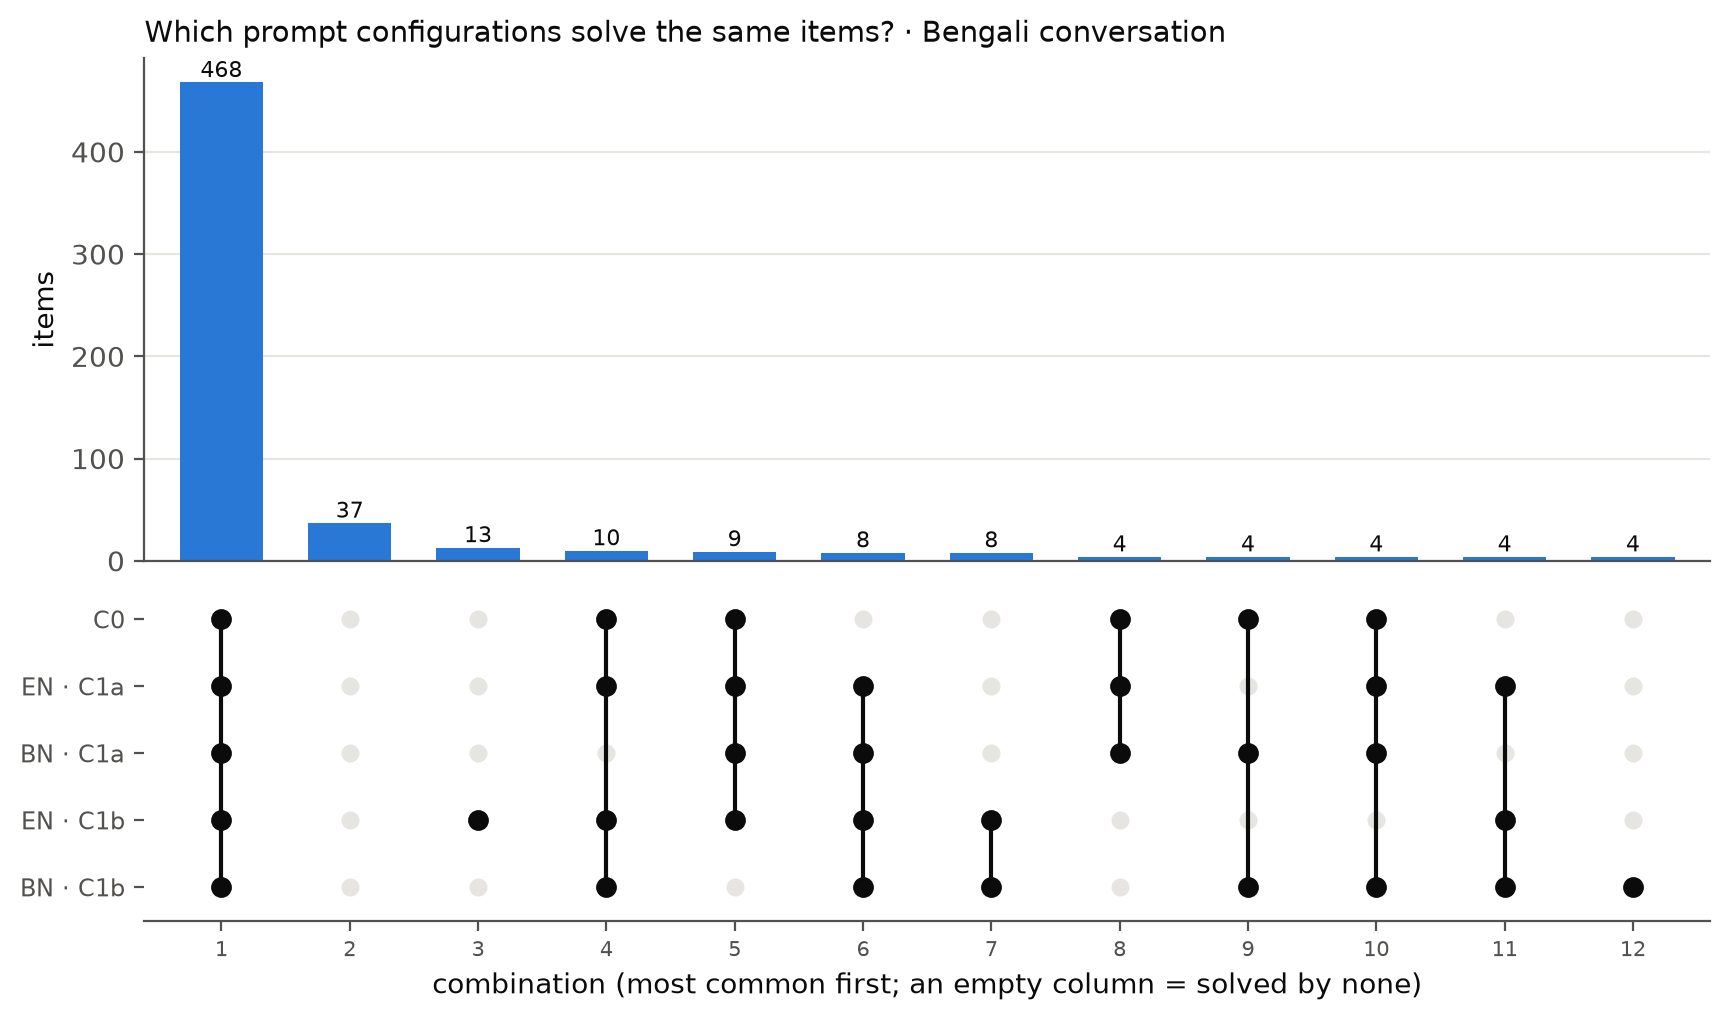 Which prompt configurations solve the same items? · Bengali conversation
468
37
13
10
9
8
8
4
4
4
4
4
400
300
200
100
0
items
C0
EN · C1a
BN · C1a
EN · C1b
BN · C1b
1 2 3 4 5 6 7 8 9 10 11 12
combination (most common first; an empty column = solved by none)